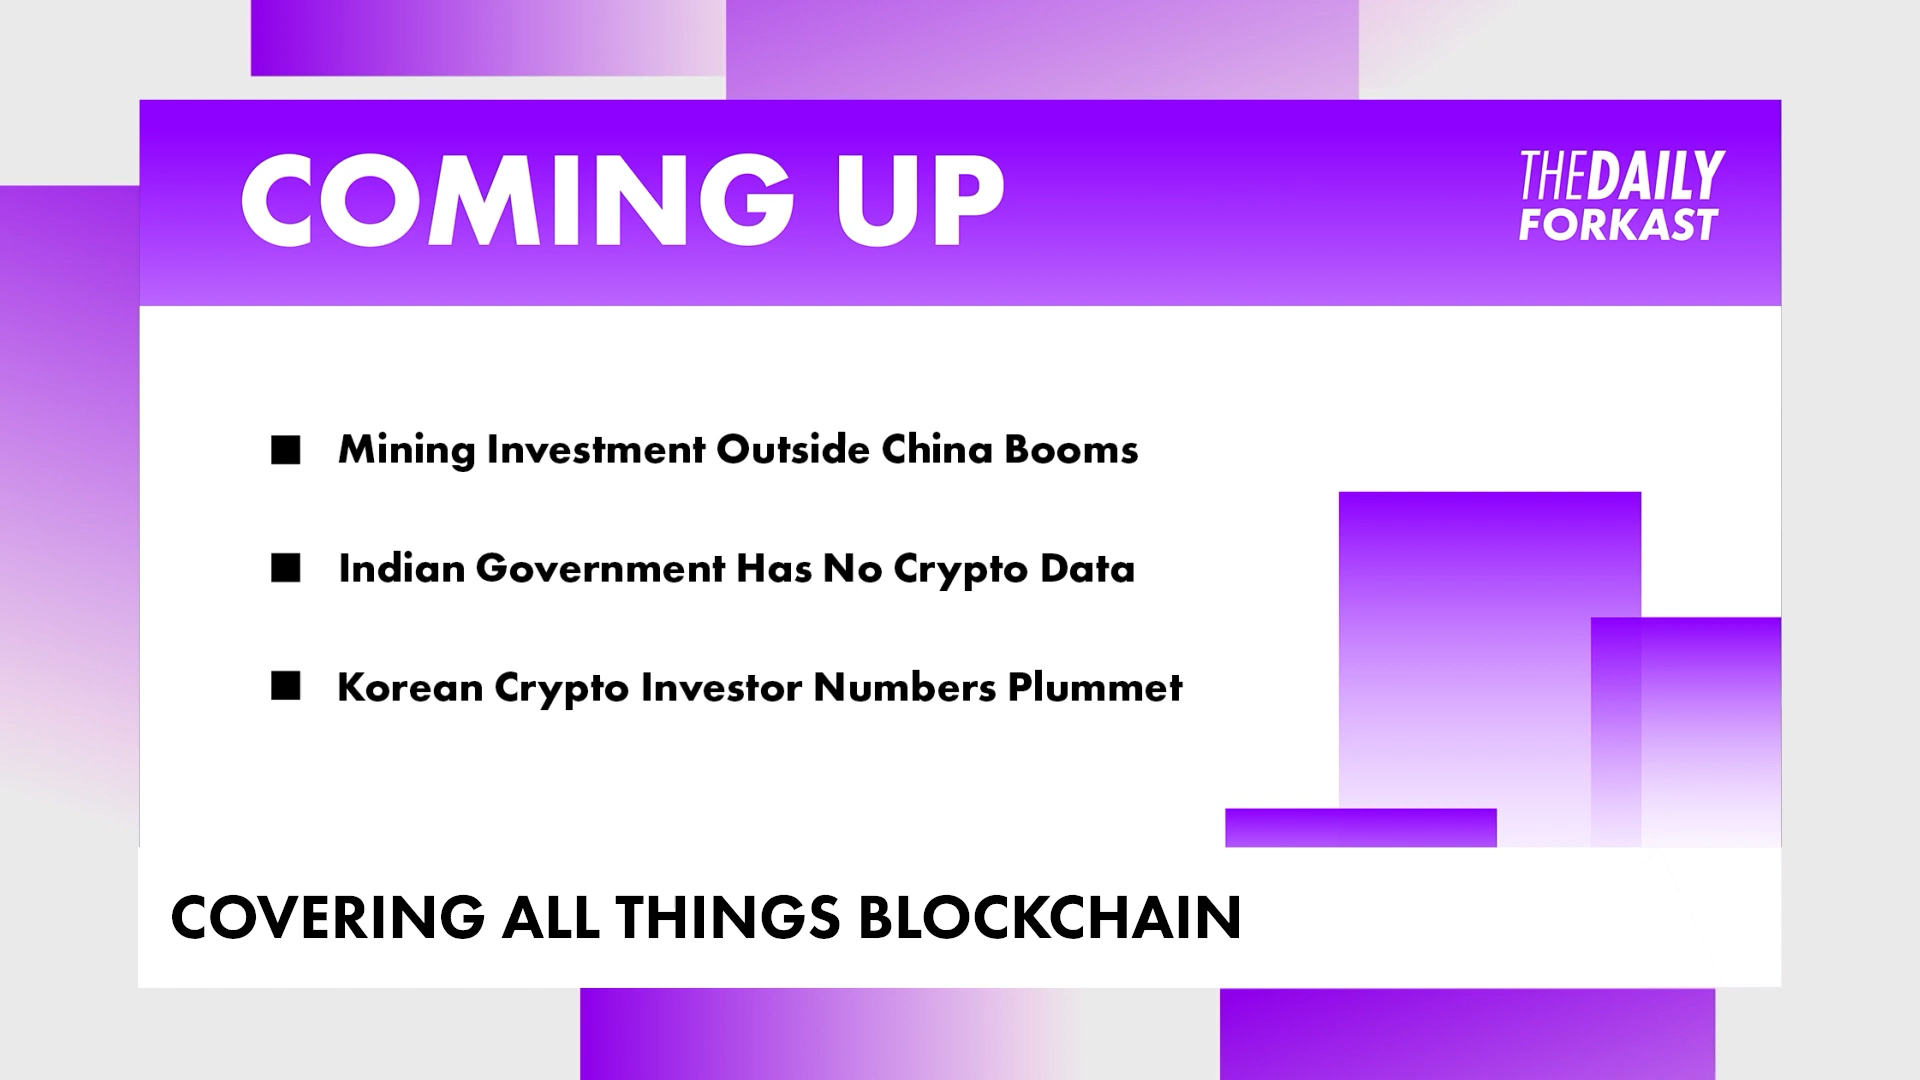 COMING UP
THEDAILY
FORKAST
Mining Investment Outside China Booms
Indian Government Has No Crypto Data
Korean Crypto Investor Numbers Plummet
COVERING ALL THINGS BLOCKCHAIN